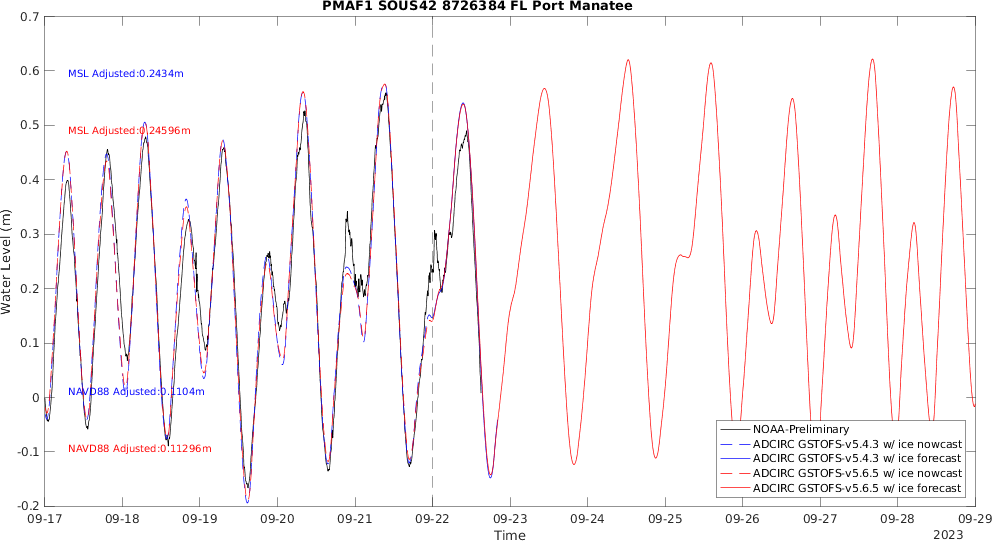 PMAF1 SOUS42 8726384 FL Port Manatee
0.7
0.6
0.5
0.4
0.3
0.2
0.1
0
-0.1
-0.2
Water Level (m)
MSL Adjusted:0.2434m
MSL Adjusted:0.24596m
NAVD88 Adjusted:0.1104m
NAVD88 Adjusted:0.11296m
NOAA-Preliminary
ADCIRC GSTOFS-v5.4.3 w/ ice nowcast
ADCIRC GSTOFS-v5.4.3 w/ ice forecast
ADCIRC GSTOFS-v5.6.5 w/ ice nowcast
ADCIRC GSTOFS-v5.6.5 w/ ice forecast
09-17 09-18 09-19 09-20 09-21 09-22 09-23 09-24 09-25 09-26 09-27 09-28 09-29
Time
2023